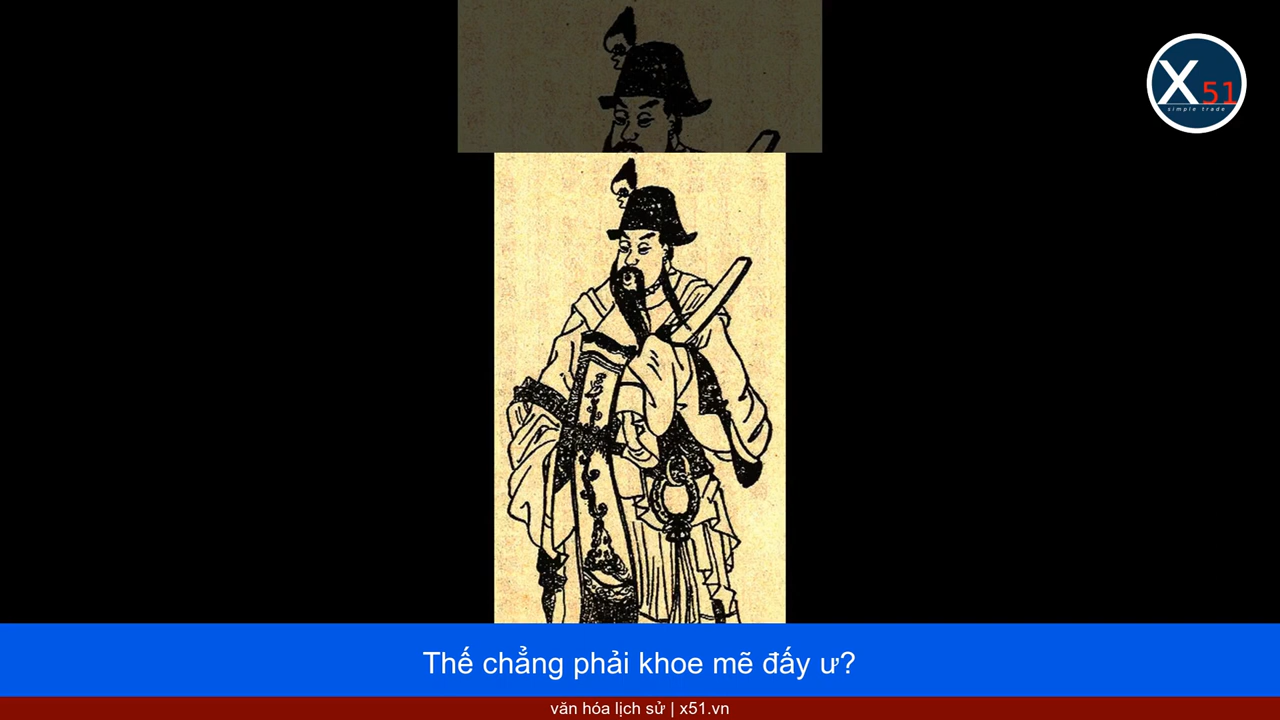 X51
simple trade
Thế chẳng phải khoe mẽ đấy ư?
văn hóa lịch sử | x51.vn